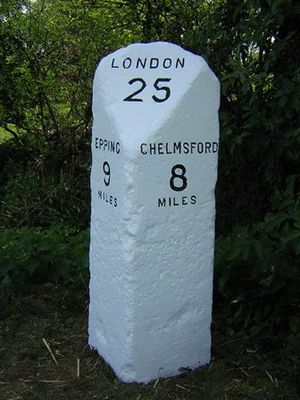 LONDON
25
EPPING
9
MILES
CHELMSFORD
8
MILES